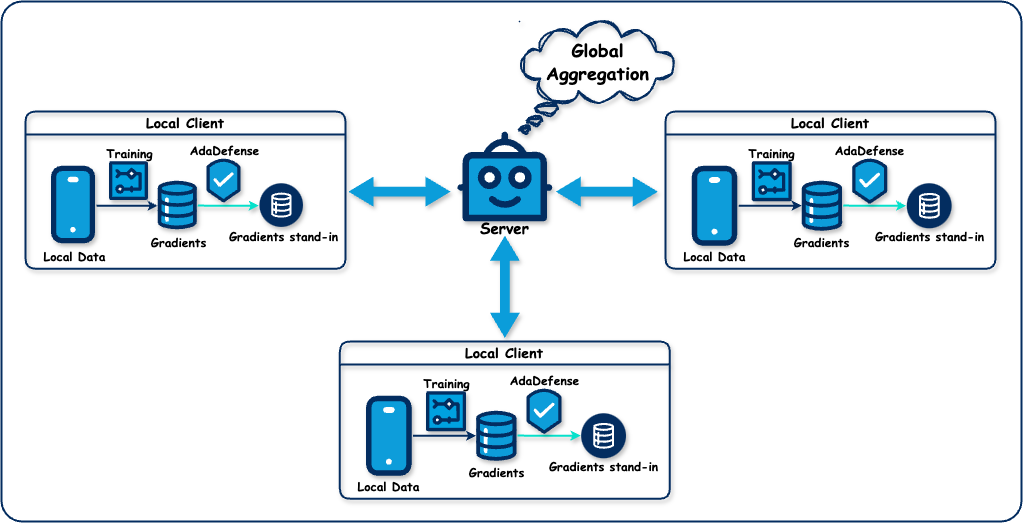 Global
Aggregation
Local Client
Training
AdaDefense
Gradients
Gradients stand-in
Local Data
Server
Local Client
Training
AdaDefense
Gradients
Gradients stand-in
Local Data
Local Client
Training
AdaDefense
Gradients
Gradients stand-in
Local Data